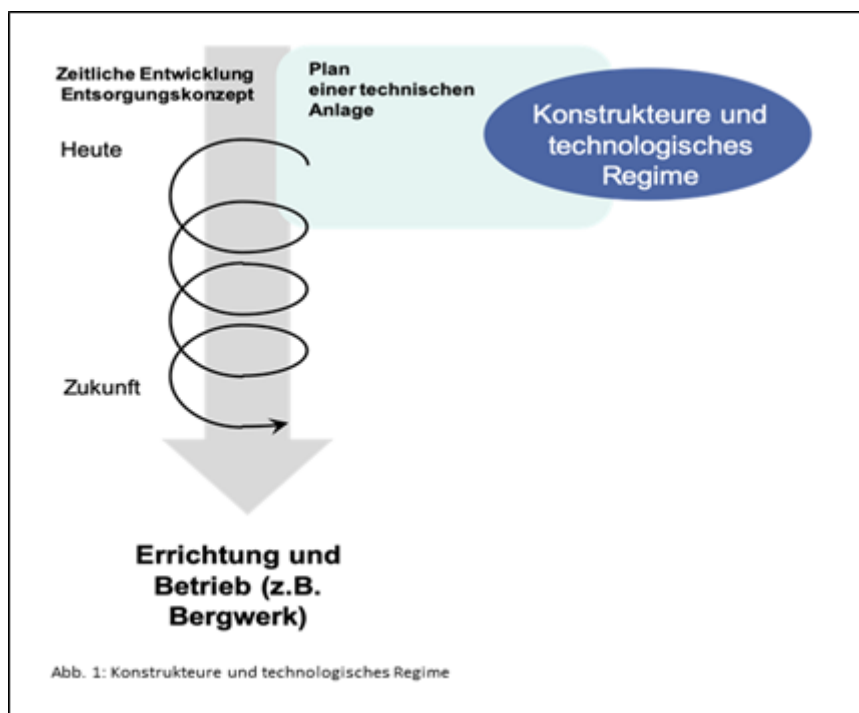 Zeitliche Entwicklung
Entsorgungskonzept
Plan
einer technischen
Anlage
Konstrukteure und
technologisches
Regime
Heute
Zukunft
Errichtung und
Betrieb (z.B.
Bergwerk)
Abb. 1: Konstrukteure und technologisches Regime